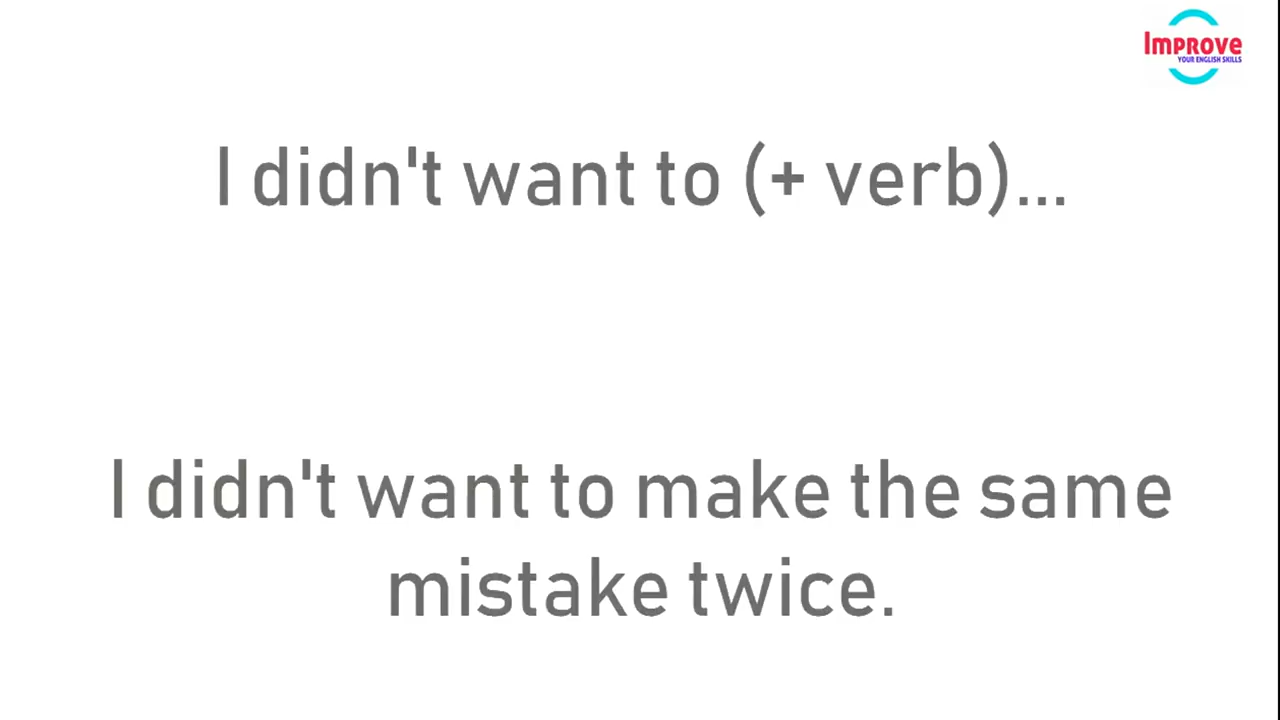 Improve
YOUR ENGLISH SKILLS
I didn't want to (+ verb)...
I didn't want to make the same
mistake twice.